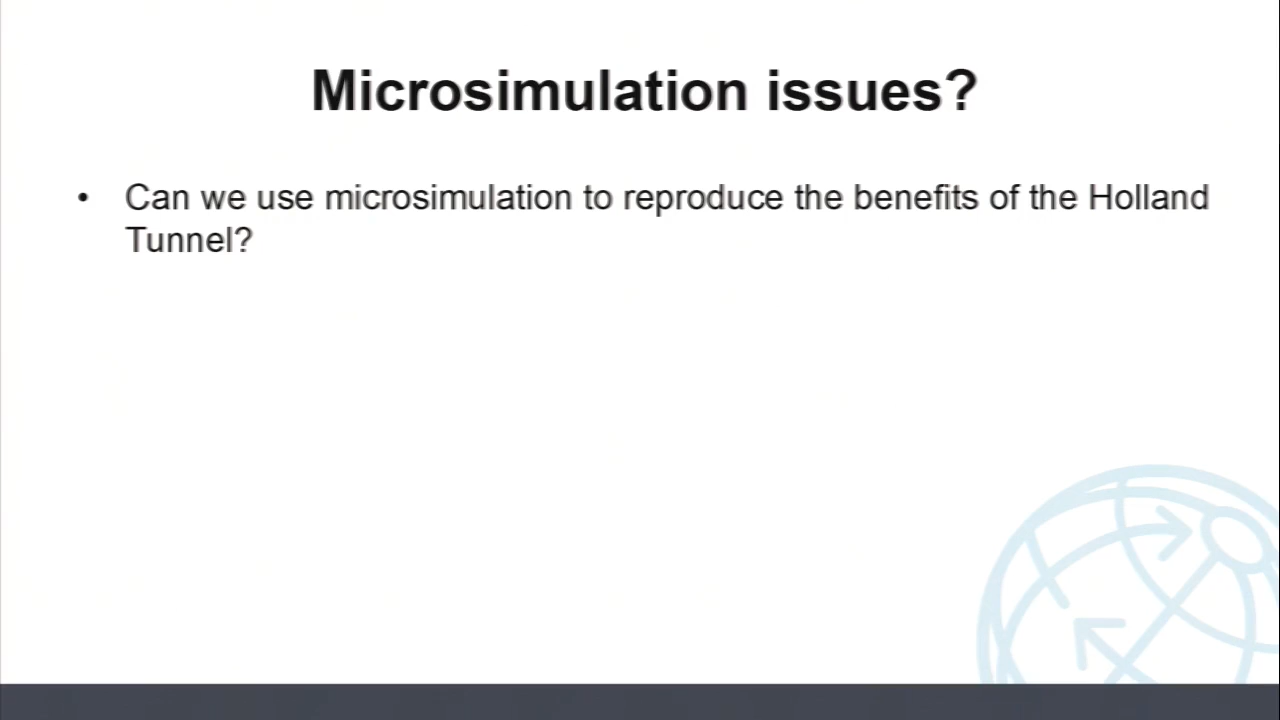 Microsimulation issues?
• Can we use microsimulation to reproduce the benefits of the Holland
Tunnel?